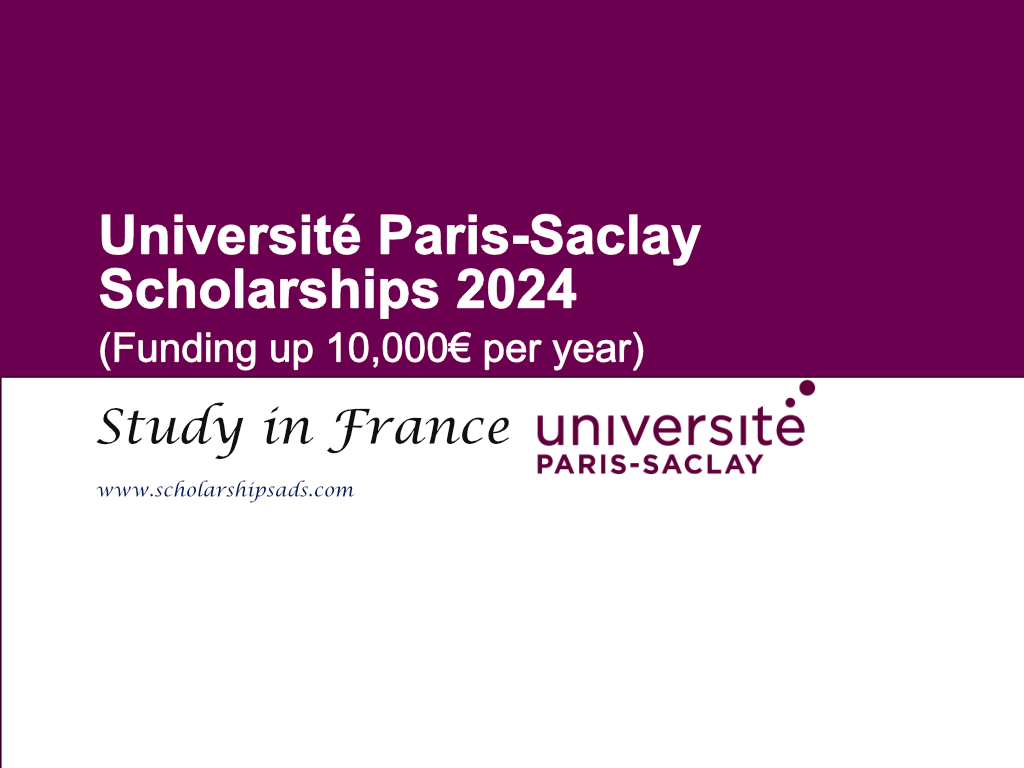 Université Paris-Saclay
Scholarships 2024
(Funding up 10,000€ per year)
Study in France
université
PARIS-SACLAY
www.scholarshipsads.com